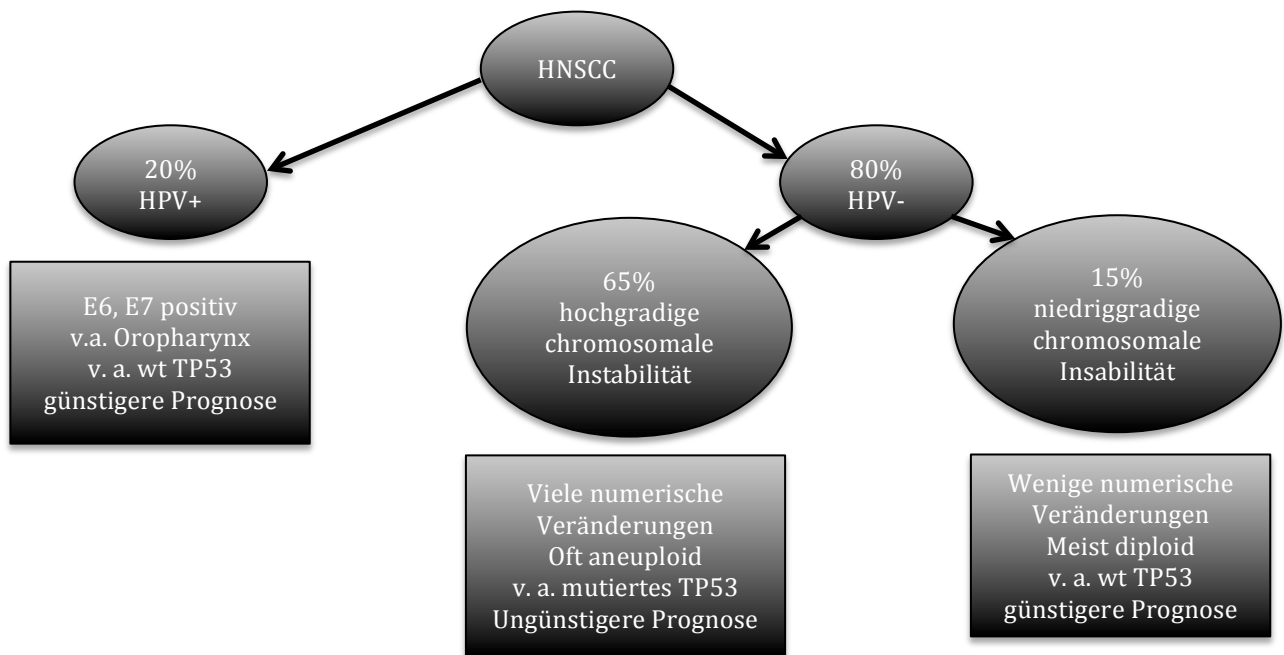 HNSCC
20%
HPV+
80%
HPV-
E6, E7 positiv
v.a. Oropharynx
v. a. wt TP53
günstigere Prognose
65%
hochgradige
chromosomale
Instabilität
15%
niedriggradige
chromosomale
Insabilität
Viele numerische
Veränderungen
Oft aneuploid
v. a. mutiertes TP53
Ungünstigere Prognose
Wenige numerische
Veränderungen
Meist diploid
v. a. wt TP53
günstigere Prognose